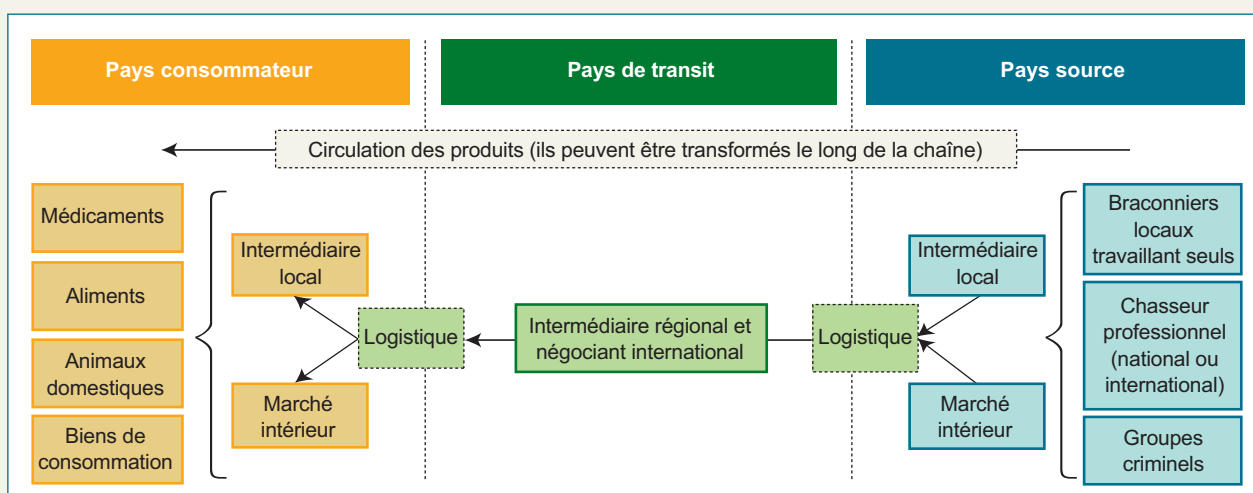 Pays consommateur
Pays de transit
Pays source
Circulation des produits (ils peuvent être transformés le long de la chaîne)
Médicaments
Aliments
Animaux
domestiques
Biens de
consommation
Intermédiaire
local
Marché
intérieur
Logistique
Intermédiaire régional et
négociant international
Logistique
Intermédiaire
local
Marché
intérieur
Braconniers
locaux
travaillant seuls
Chasseur
professionnel
(national ou
international)
Groupes
criminels